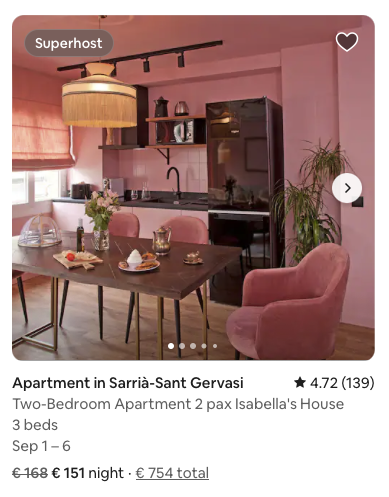 Superhost
Apartment in Sarrià-Sant Gervasi ★ 4.72 (139)
Two-Bedroom Apartment 2 pax Isabella's House
3 beds
Sep 1 – 6
€ 168 € 151 night · € 754 total